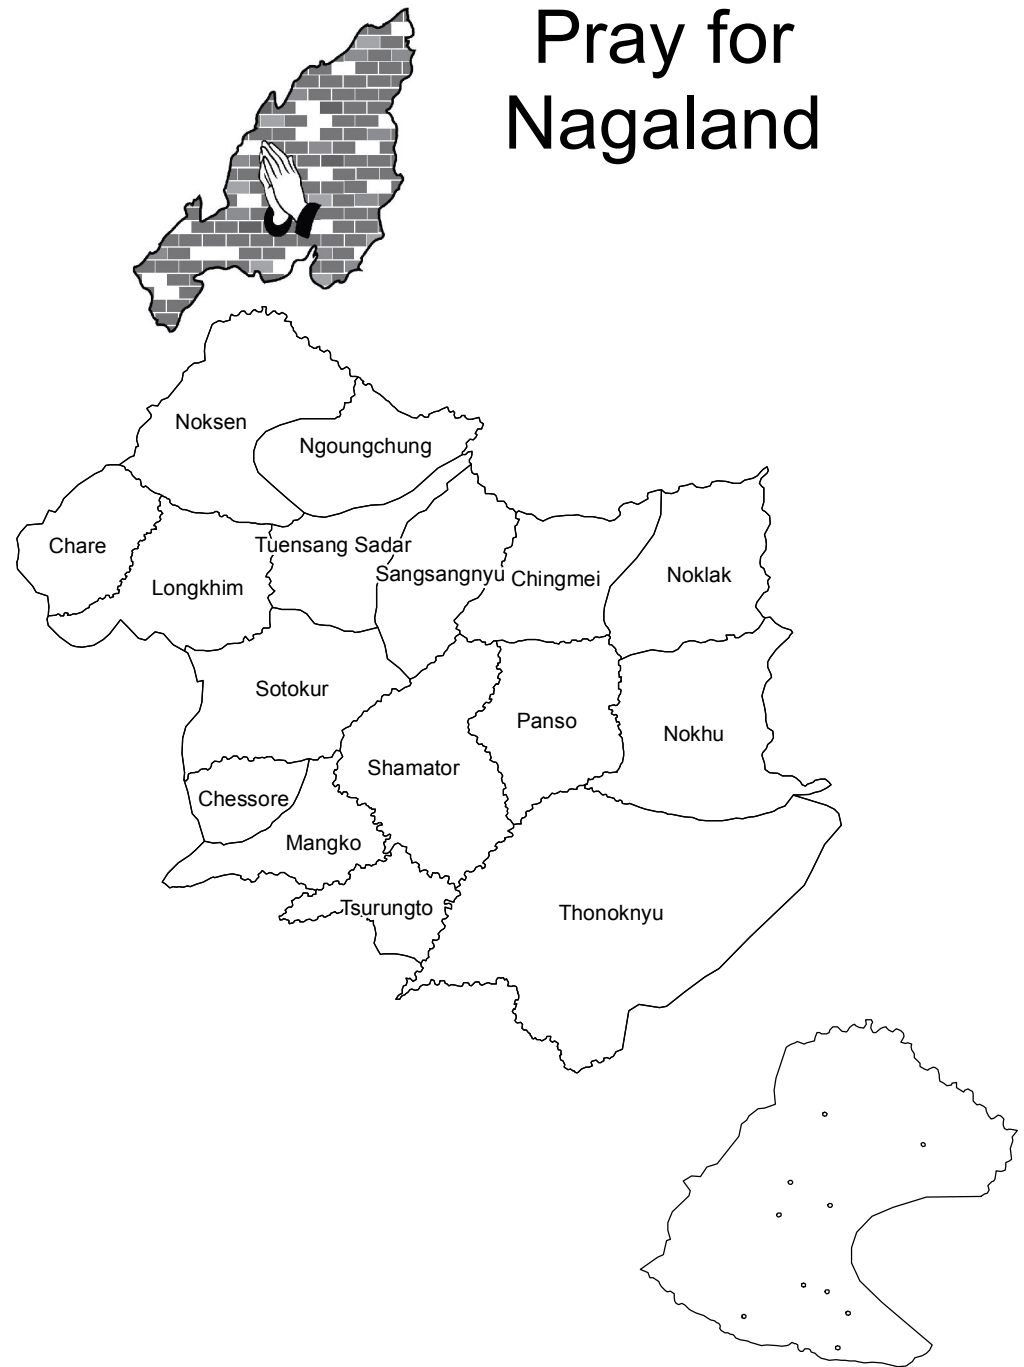 Pray for
Nagaland
Noksen
Ngoungchung
Chare
Tuensang Sadar
Longkhim
Sangsangnyu
Chingmei
Noklak
Sotokur
Panso
Nokhu
Shamator
Chessore
Mangko
Tsurungto
Thonoknyu